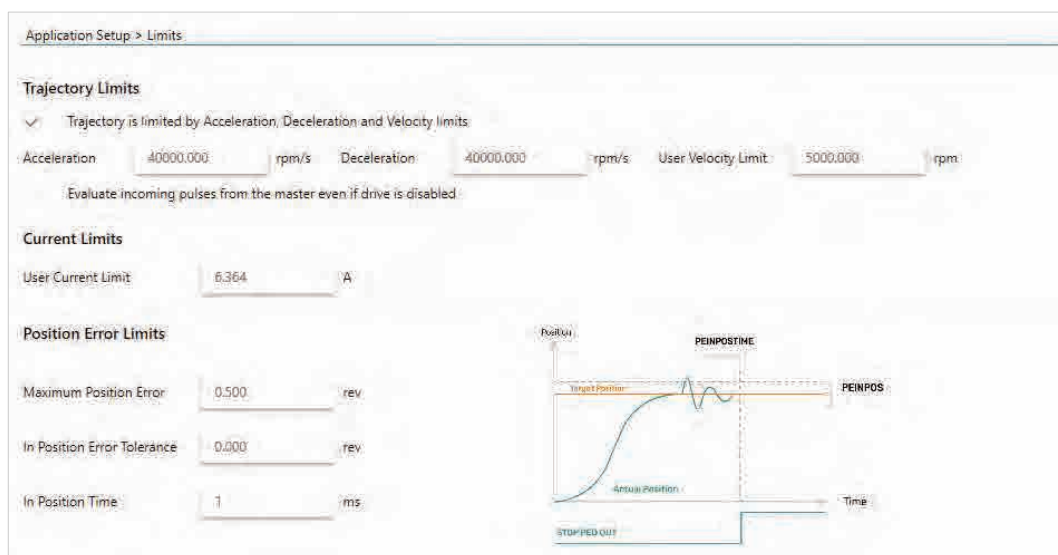 Application Setup > Limits
Trajectory Limits
Trajectory is limited by Acceleration, Deceleration and Velocity limits
Acceleration 40000.000 rpm/s Deceleration 40000.000 rpm/s User Velocity Limit 5000.000 rpm
Evaluate incoming pulses from the master even if drive is disabled
Current Limits
User Current Limit 6.364 A
Position Error Limits
Maximum Position Error 0.500 rev
In Position Error Tolerance 0.000 rev
In Position Time 1 ms
Position
PEINPOSTIME
Target Position
PEINPOS
Actual Position
Time
STOPPED OUT